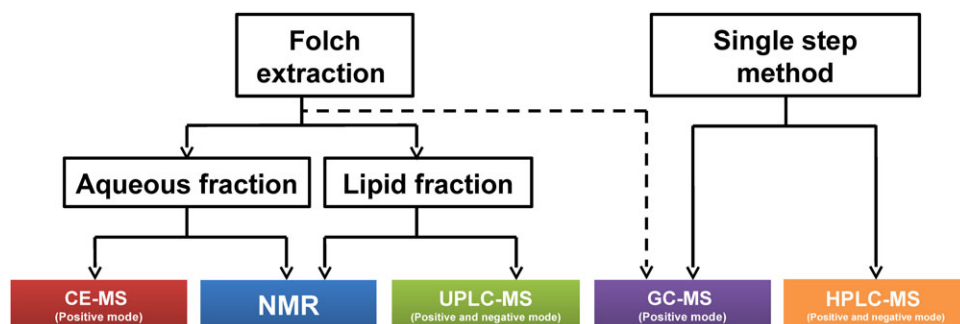 Folch
extraction
Single step
method
Aqueous fraction
Lipid fraction
CE-MS
(Positive mode)
NMR
UPLC-MS
(Positive and negative mode)
GC-MS
(Positive mode)
HPLC-MS
(Positive and negative mode)